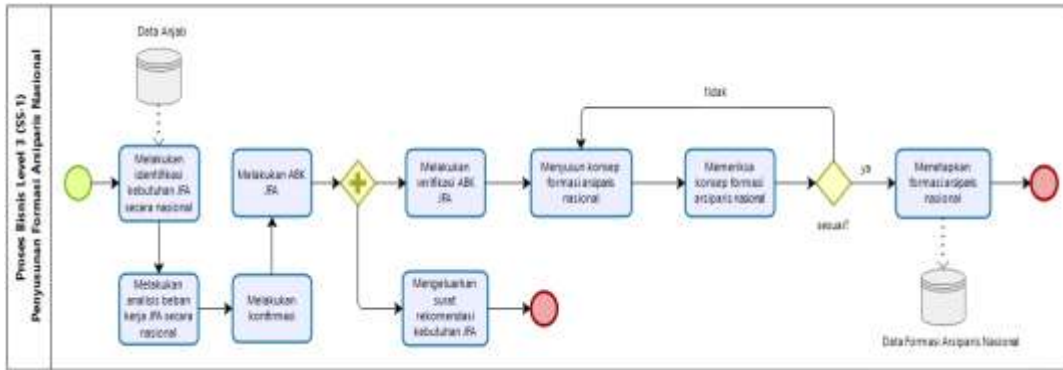 Proses Bisnis Level 3 (SS-1)
Penyusunan Formasi Arsiparis Nasional
Data Anjab
Melakukan
identifikasi
kebutuhan JFA
secara nasional
Melakukan
analisis beban
kerja JFA secara
nasional
Melakukan
konfirmasi
Melakukan ABK
JFA
Melakukan
verifikasi ABK
JFA
Mengeluarkan
surat
rekomendasi
kebutuhan JFA
Menyusun konsep
formasi arsiparis
nasional
Memeriksa
konsep formasi
arsiparis nasional
tidak
sesuai?
ya
Menetapkan
formasi arsiparis
nasional
Data Formasi Arsiparis Nasional